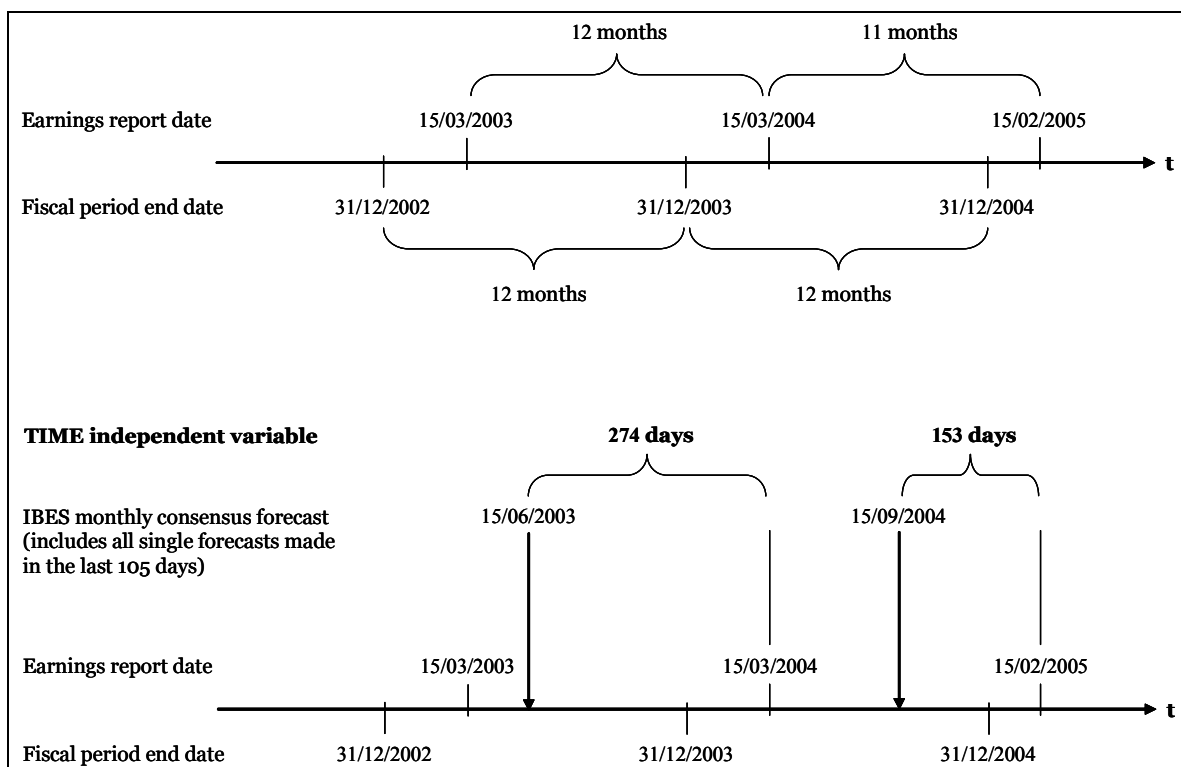 12 months 11 months
Earnings report date 15/03/2003 15/03/2004 15/02/2005
t
Fiscal period end date 31/12/2002 31/12/2003 31/12/2004
12 months 12 months
TIME independent variable 274 days 153 days
IBES monthly consensus forecast 15/06/2003 15/09/2004
(includes all single forecasts made
in the last 105 days)
Earnings report date 15/03/2003 15/03/2004 15/02/2005
t
Fiscal period end date 31/12/2002 31/12/2003 31/12/2004